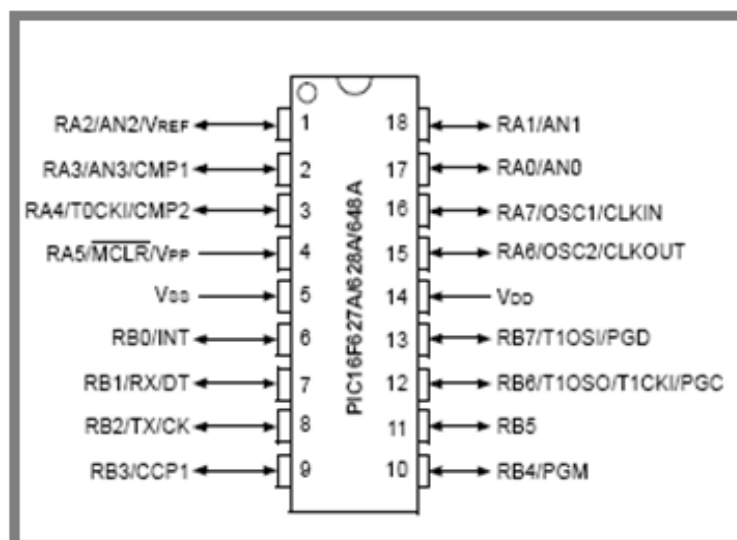 RA2/AN2/VREF 1 18 RA1/AN1
RA3/AN3/CMP1 2 17 RA0/AN0
RA4/T0CKI/CMP2 3 16 RA7/OSC1/CLKIN
RA5/MCLR/VPP 4 15 RA6/OSC2/CLKOUT
VSS 5 14 VDD
RB0/INT 6 13 RB7/T1OSI/PGD
RB1/RX/DT 7 12 RB6/T1OSO/T1CKI/PGC
RB2/TX/CK 8 11 RB5
RB3/CCP1 9 10 RB4/PGM
PIC16F627A/628A/648A